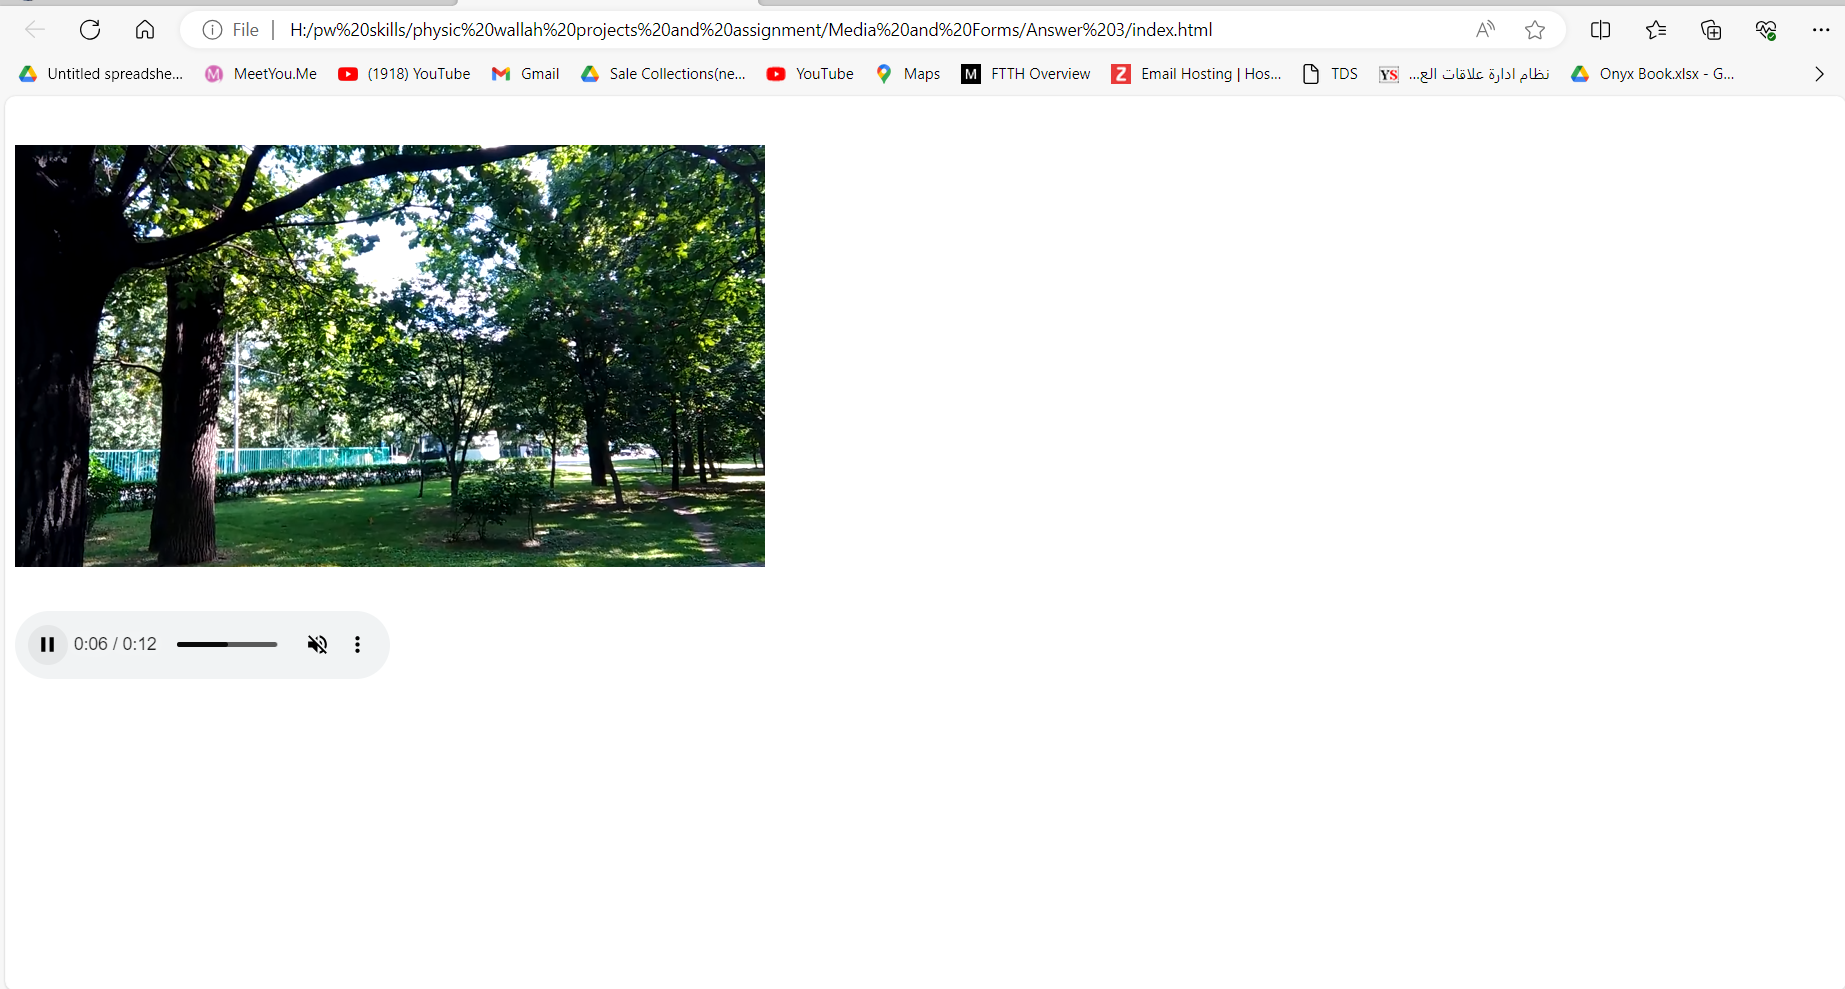 File | H:/pw%20skills/physic%20wallah%20projects%20and%20assignment/Media%20and%20Forms/Answer%203/index.html
Untitled spreadshe... MeetYou.Me (1918) YouTube Gmail Sale Collections(ne... YouTube Maps M FTTH Overview Z Email Hosting | Hos... TDS YS نظام ادارة علاقات الع... Onyx Book.xlsx - G...
0:06 / 0:12